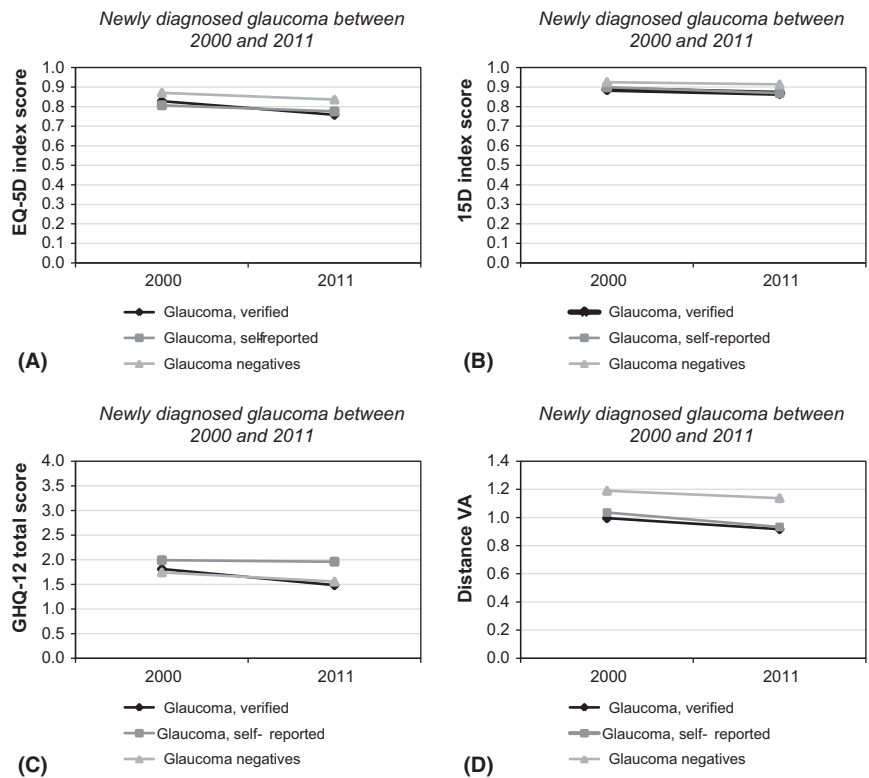 Newly diagnosed glaucoma between
2000 and 2011
EQ-5D index score
1.0
0.9
0.8
0.7
0.6
0.5
0.4
0.3
0.2
0.1
0.0
2000 2011
Glaucoma, verified
Glaucoma, selfreported
Glaucoma negatives
(A)
Newly diagnosed glaucoma between
2000 and 2011
15D index score
1.0
0.9
0.8
0.7
0.6
0.5
0.4
0.3
0.2
0.1
0.0
2000 2011
Glaucoma, verified
Glaucoma, self-reported
Glaucoma negatives
(B)
Newly diagnosed glaucoma between
2000 and 2011
GHQ-12 total score
4.0
3.5
3.0
2.5
2.0
1.5
1.0
0.5
0.0
2000 2011
Glaucoma, verified
Glaucoma, self- reported
Glaucoma negatives
(C)
Newly diagnosed glaucoma between
2000 and 2011
Distance VA
1.4
1.2
1.0
0.8
0.6
0.4
0.2
0.0
2000 2011
Glaucoma, verified
Glaucoma, self- reported
Glaucoma negatives
(D)